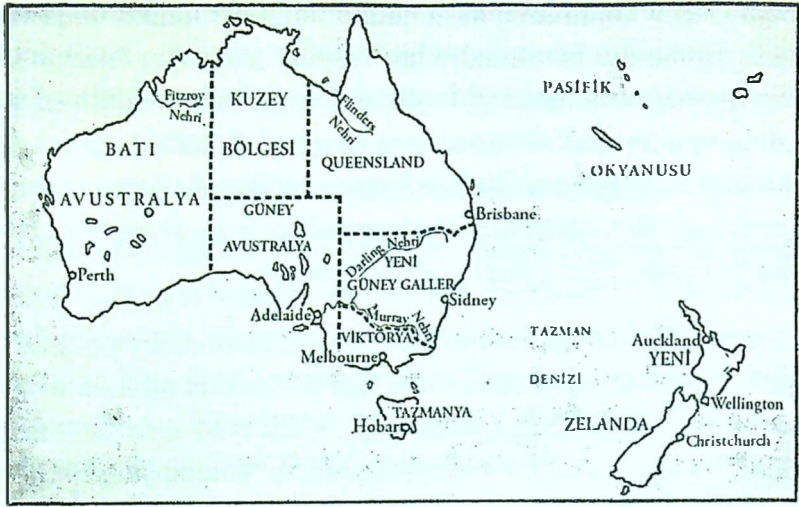 PASİFİK
OKYANUSU
Fitzroy
Nehri
KUZEY
BÖLGESİ
Flinders
Nehri
QUEENSLAND
BATI
AVUSTRALYA
GÜNEY
AVUSTRALYA
Brisbane
Darling Nehri
YENİ
GÜNEY GALLER
Perth
Adelaide
Sidney
Murray Nehri
VİKTORYA
Melbourne
TAZMAN
DENİZİ
TAZMANYA
Hobart
Auckland
YENİ
ZELANDA
Wellington
Christchurch